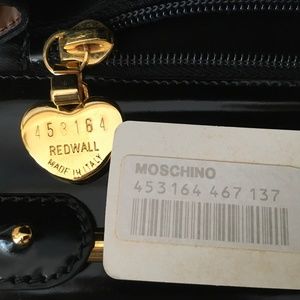 453164
REDWALL
MADE IN ITALY
MOSCHINO
453164 467 137